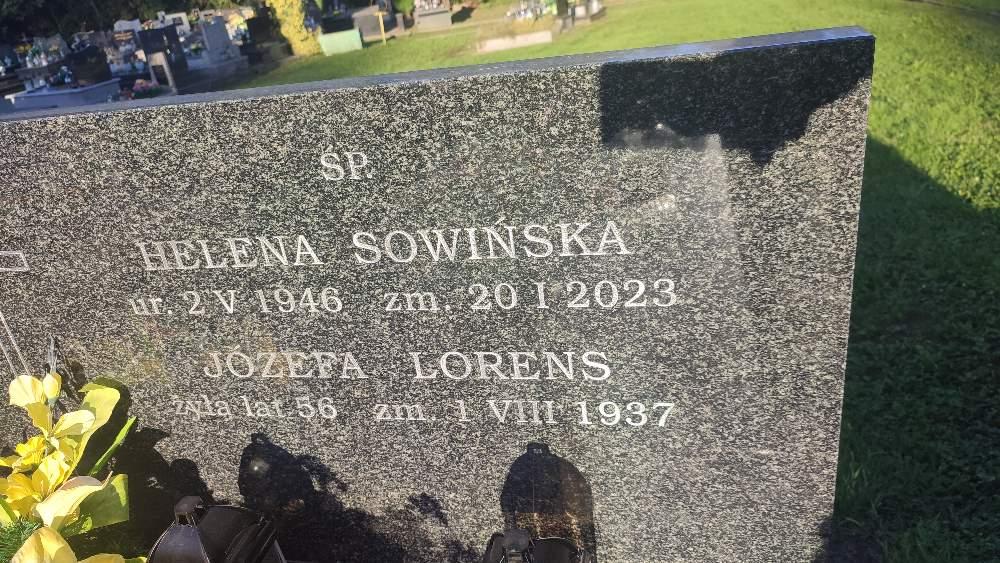 ŚP.
HELENA SOWIŃSKA
ur. 2 V 1946 zm. 20 I 2023
JÓZEFA LORENS
żyła lat 56 zm. 1 VIII 1937